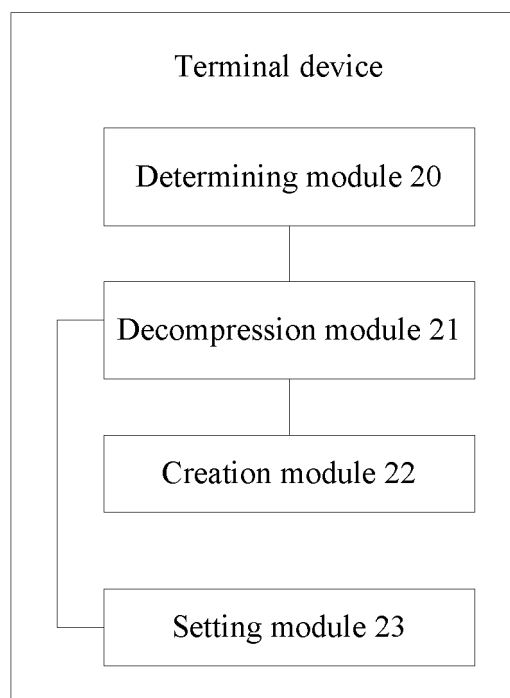 Terminal device
Determining module 20
Decompression module 21
Creation module 22
Setting module 23